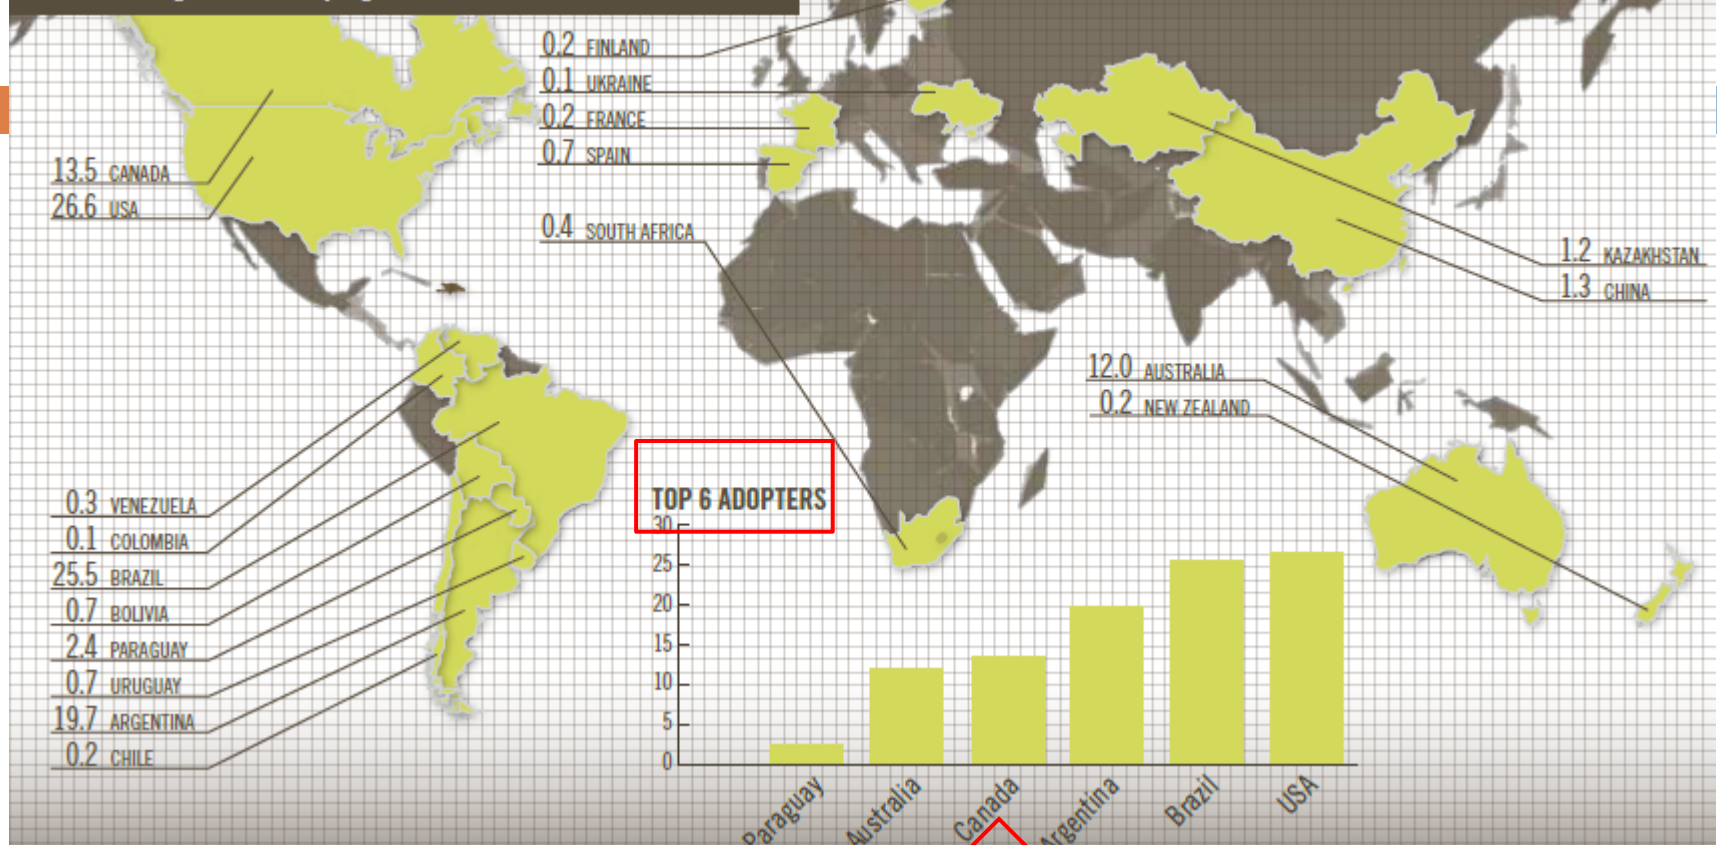 0.2 FINLAND
0.1 UKRAINE
0.2 FRANCE
0.7 SPAIN
13.5 CANADA
26.6 USA
0.4 SOUTH AFRICA
1.2 KAZAKHSTAN
1.3 CHINA
12.0 AUSTRALIA
0.2 NEW ZEALAND
0.3 VENEZUELA
0.1 COLOMBIA
25.5 BRAZIL
0.7 BOLIVIA
2.4 PARAGUAY
0.7 URUGUAY
19.7 ARGENTINA
0.2 CHILE
TOP 6 ADOPTERS
30
25
20
15
10
5
0
Paraguay
Australia
Canada
Argentina
Brazil
USA